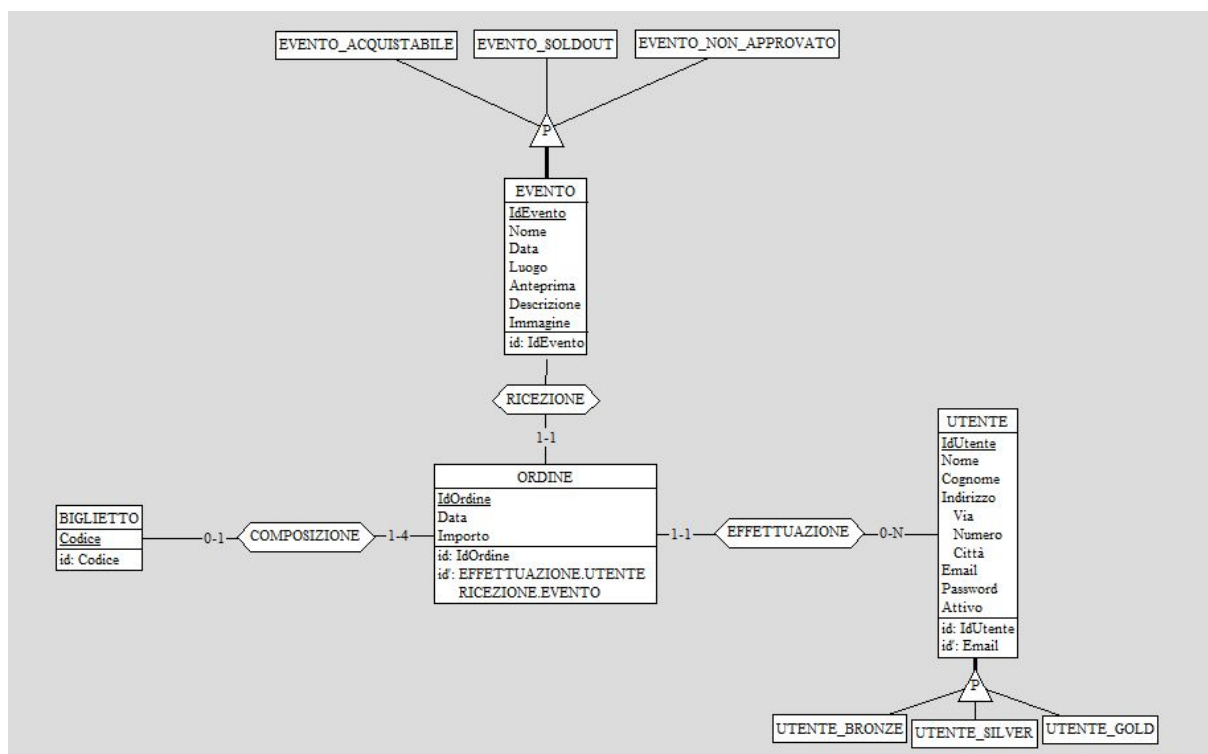 EVENTO_ACQUISTABILE
EVENTO_SOLDOUT
EVENTO_NON_APPROVATO
P
EVENTO
IdEvento
Nome
Data
Luogo
Anteprima
Descrizione
Immagine
id: IdEvento
RICEZIONE
1-1
ORDINE
IdOrdine
Data
Importo
id: IdOrdine
id': EFFETTUAZIONE.UTENTE
RICEZIONE.EVENTO
BIGLIETTO
Codice
id: Codice
0-1
COMPOSIZIONE
1-4
1-1
EFFETTUAZIONE
0-N
UTENTE
IdUtente
Nome
Cognome
Indirizzo
Via
Numero
Città
Email
Password
Attivo
id: IdUtente
id': Email
P
UTENTE_BRONZE
UTENTE_SILVER
UTENTE_GOLD